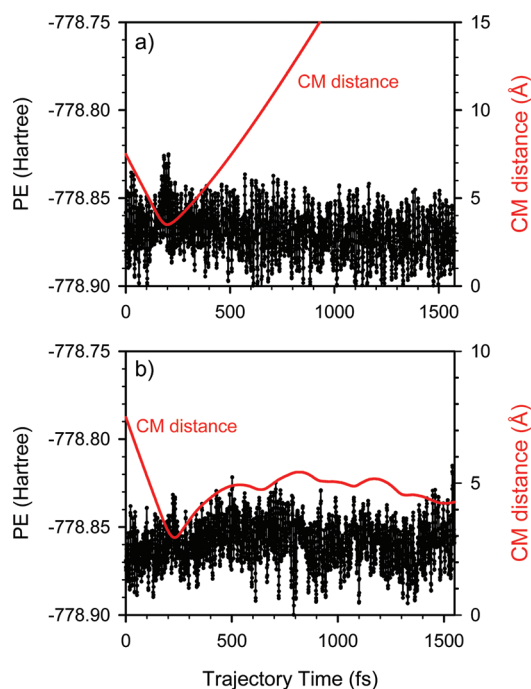 -778.75
-778.80
-778.85
-778.90
PE (Hartree)
a)
CM distance
15
10
5
0
CM distance (Å)
0
500
1000
1500
-778.75
-778.80
-778.85
-778.90
PE (Hartree)
b)
CM distance
10
5
0
CM distance (Å)
0
500
1000
1500
Trajectory Time (fs)